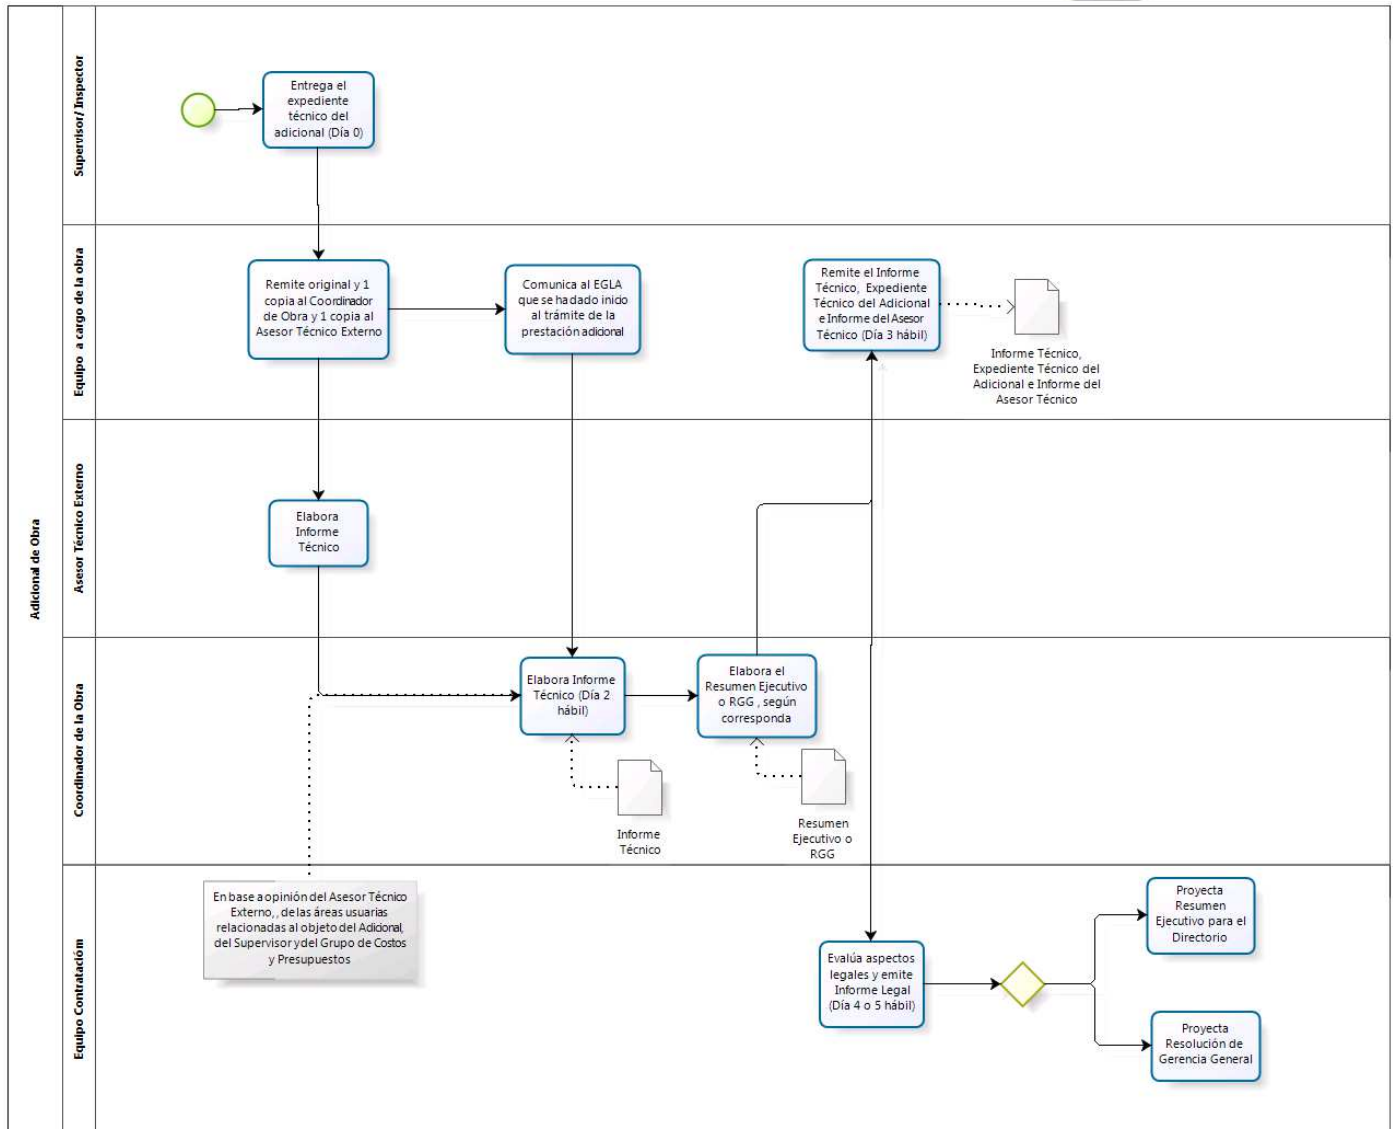 Adicional de Obra
Supervisor/ Inspector
Entrega el
expediente
técnico del
adicional (Día 0)
Equipo  a cargo de la obra
Remite original y 1
copia al Coordinador
de Obra y 1 copia al
Asesor Técnico Externo
Comunica al EGLA
que se ha dado inicio
al trámite de la
prestación adicional
Remite el Informe
Técnico,  Expediente
Técnico del Adicional
e Informe del Asesor
Técnico (Día 3 hábil)
Informe Técnico,
Expediente Técnico del
Adicional e Informe del
Asesor Técnico
Asesor Técnico Externo
Elabora
Informe
Técnico
Coordinador de la Obra
Elabora Informe
Técnico (Día 2
hábil)
Elabora el
Resumen Ejecutivo
o RGG , según
corresponda
Informe
Técnico
Resumen
Ejecutivo o
RGG
Equipo Contratacióm
En base a opinión del Asesor Técnico
Externo, , de las áreas usuarias
relacionadas al objeto del Adicional,
del Supervisor y del Grupo de Costos
y Presupuestos
Evalúa aspectos
legales y emite
Informe Legal
(Día 4 o 5 hábil)
Proyecta
Resumen
Ejecutivo para el
Directorio
Proyecta
Resolución de
Gerencia General